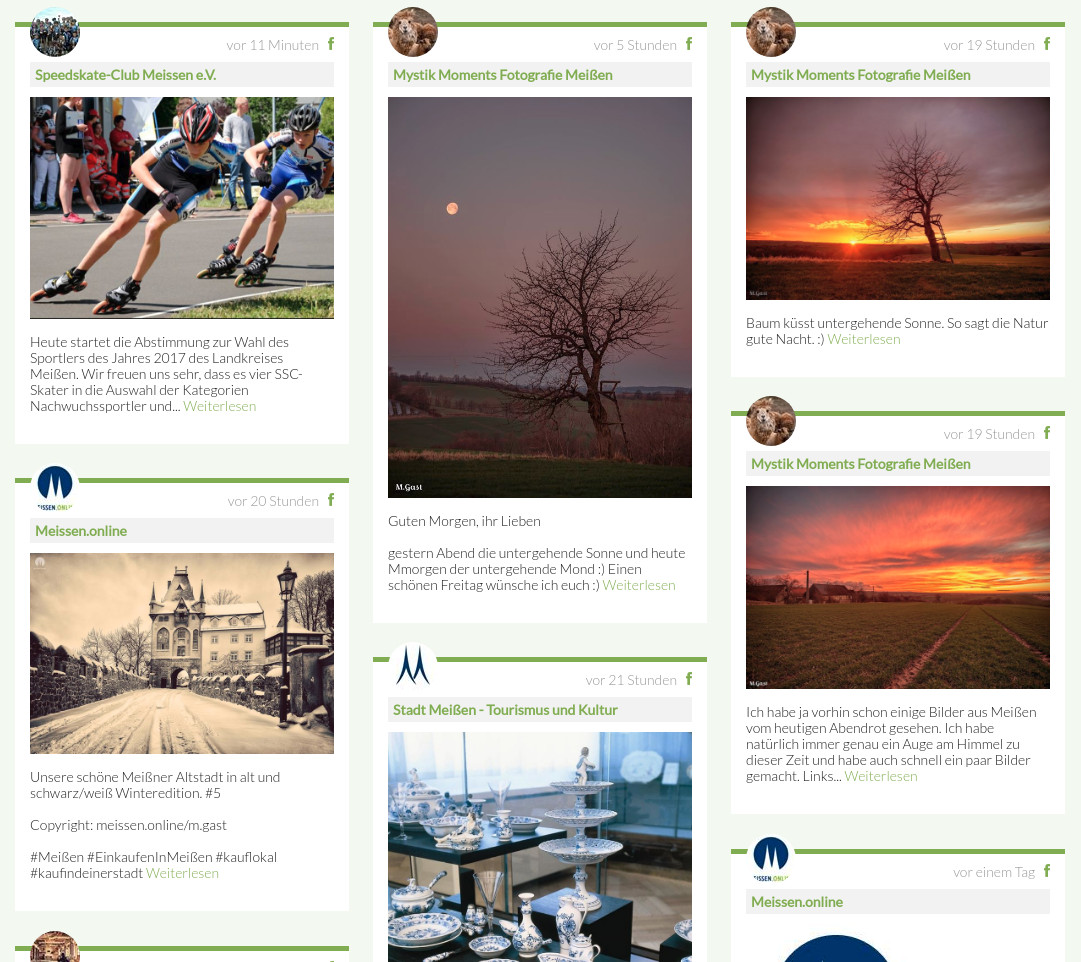 vor 11 Minuten
Speedskate-Club Meissen e.V.
Heute startet die Abstimmung zur Wahl des
Sportlers des Jahres 2017 des Landkreises
Meißen. Wir freuen uns sehr, dass es vier SSC-
Skater in die Auswahl der Kategorien
Nachwuchssportler und... Weiterlesen
vor 20 Stunden
Meissen.online
Unsere schöne Meißner Altstadt in alt und
schwarz/weiß Winteredition. #5
Copyright: meissen.online/m.gast
#Meißen #EinkaufenInMeißen #kauflokal
#kaufindeinerstadt Weiterlesen
vor 5 Stunden
Mystik Moments Fotografie Meißen
M.Gast
Guten Morgen, ihr Lieben
gestern Abend die untergehende Sonne und heute
Mmorgen der untergehende Mond :) Einen
schönen Freitag wünsche ich euch :) Weiterlesen
vor 21 Stunden
Stadt Meißen - Tourismus und Kultur
vor 19 Stunden
Mystik Moments Fotografie Meißen
M.Gast
Baum küsst untergehende Sonne. So sagt die Natur
gute Nacht. :) Weiterlesen
vor 19 Stunden
Mystik Moments Fotografie Meißen
M.Gast
Ich habe ja vorhin schon einige Bilder aus Meißen
vom heutigen Abendrot gesehen. Ich habe
natürlich immer genau ein Auge am Himmel zu
dieser Zeit und habe auch schnell ein paar Bilder
gemacht. Links... Weiterlesen
vor einem Tag
Meissen.online